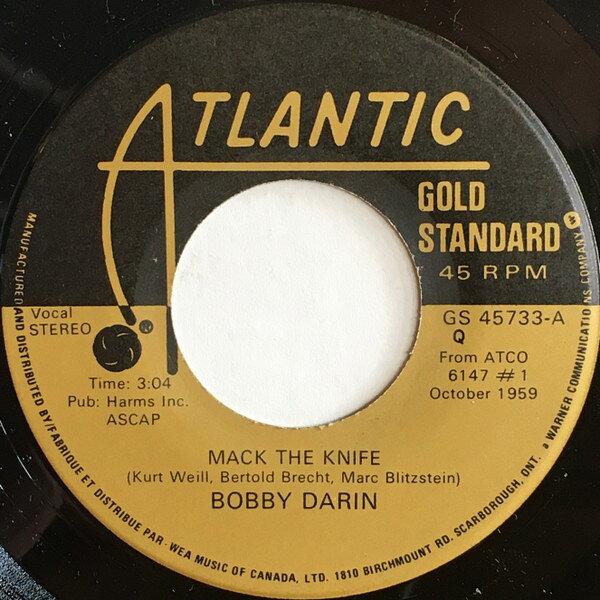 ATLANTIC
GOLD
STANDARD
45 RPM
Vocal
STEREO
GS 45733-A
Q
From ATCO
6147 #1
October 1959
Time: 3:04
Pub: Harms Inc.
ASCAP
MACK THE KNIFE
(Kurt Weill, Bertold Brecht, Marc Blitzstein)
BOBBY DARIN
MANUFACTURED AND DISTRIBUTED BY/FABRIQUE ET DISTRIBUE PAR - WEA MUSIC OF CANADA, LTD. 1810 BIRCHMOUNT RD. SCARBOROUGH, ONT. a WARNER COMMUNICATIONS COMPANY